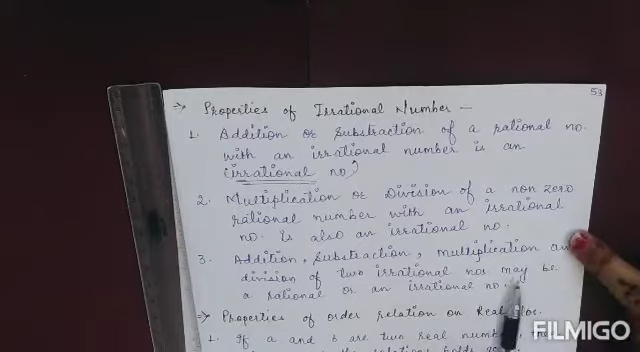 53
⇒ Properties of Irrational Number —
1. Addition or Substraction of a rational no.
with an irrational number is an
(irrational no)
2. Multiplication or Division of a non zero
rational number with an irrational
no. is also an irrational no.
3. Addition, Substraction, multiplication an
division of two irrational nos may be
a rational or an irrational no.
⇒ Properties of order relation on Real Nos.
1. If a and b are two real number,
FILMIGO